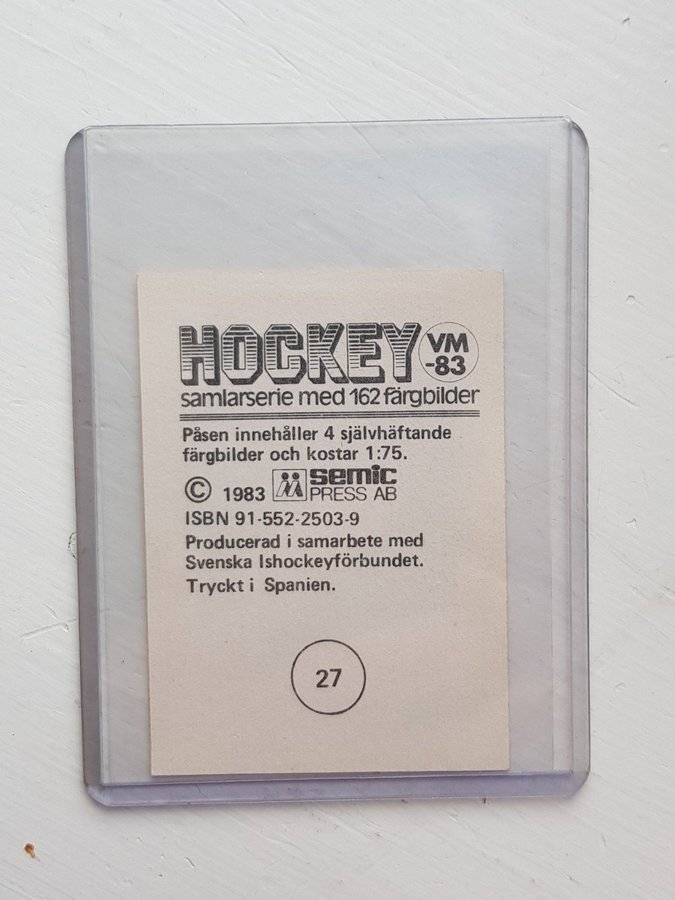 HOCKEY VM -83
samlarserie med 162 färgbilder
Påsen innehåller 4 självhäftande
färgbilder och kostar 1:75.
© 1983 semic PRESS AB
ISBN 91-552-2503-9
Producerad i samarbete med
Svenska Ishockeyförbundet.
Tryckt i Spanien.
27